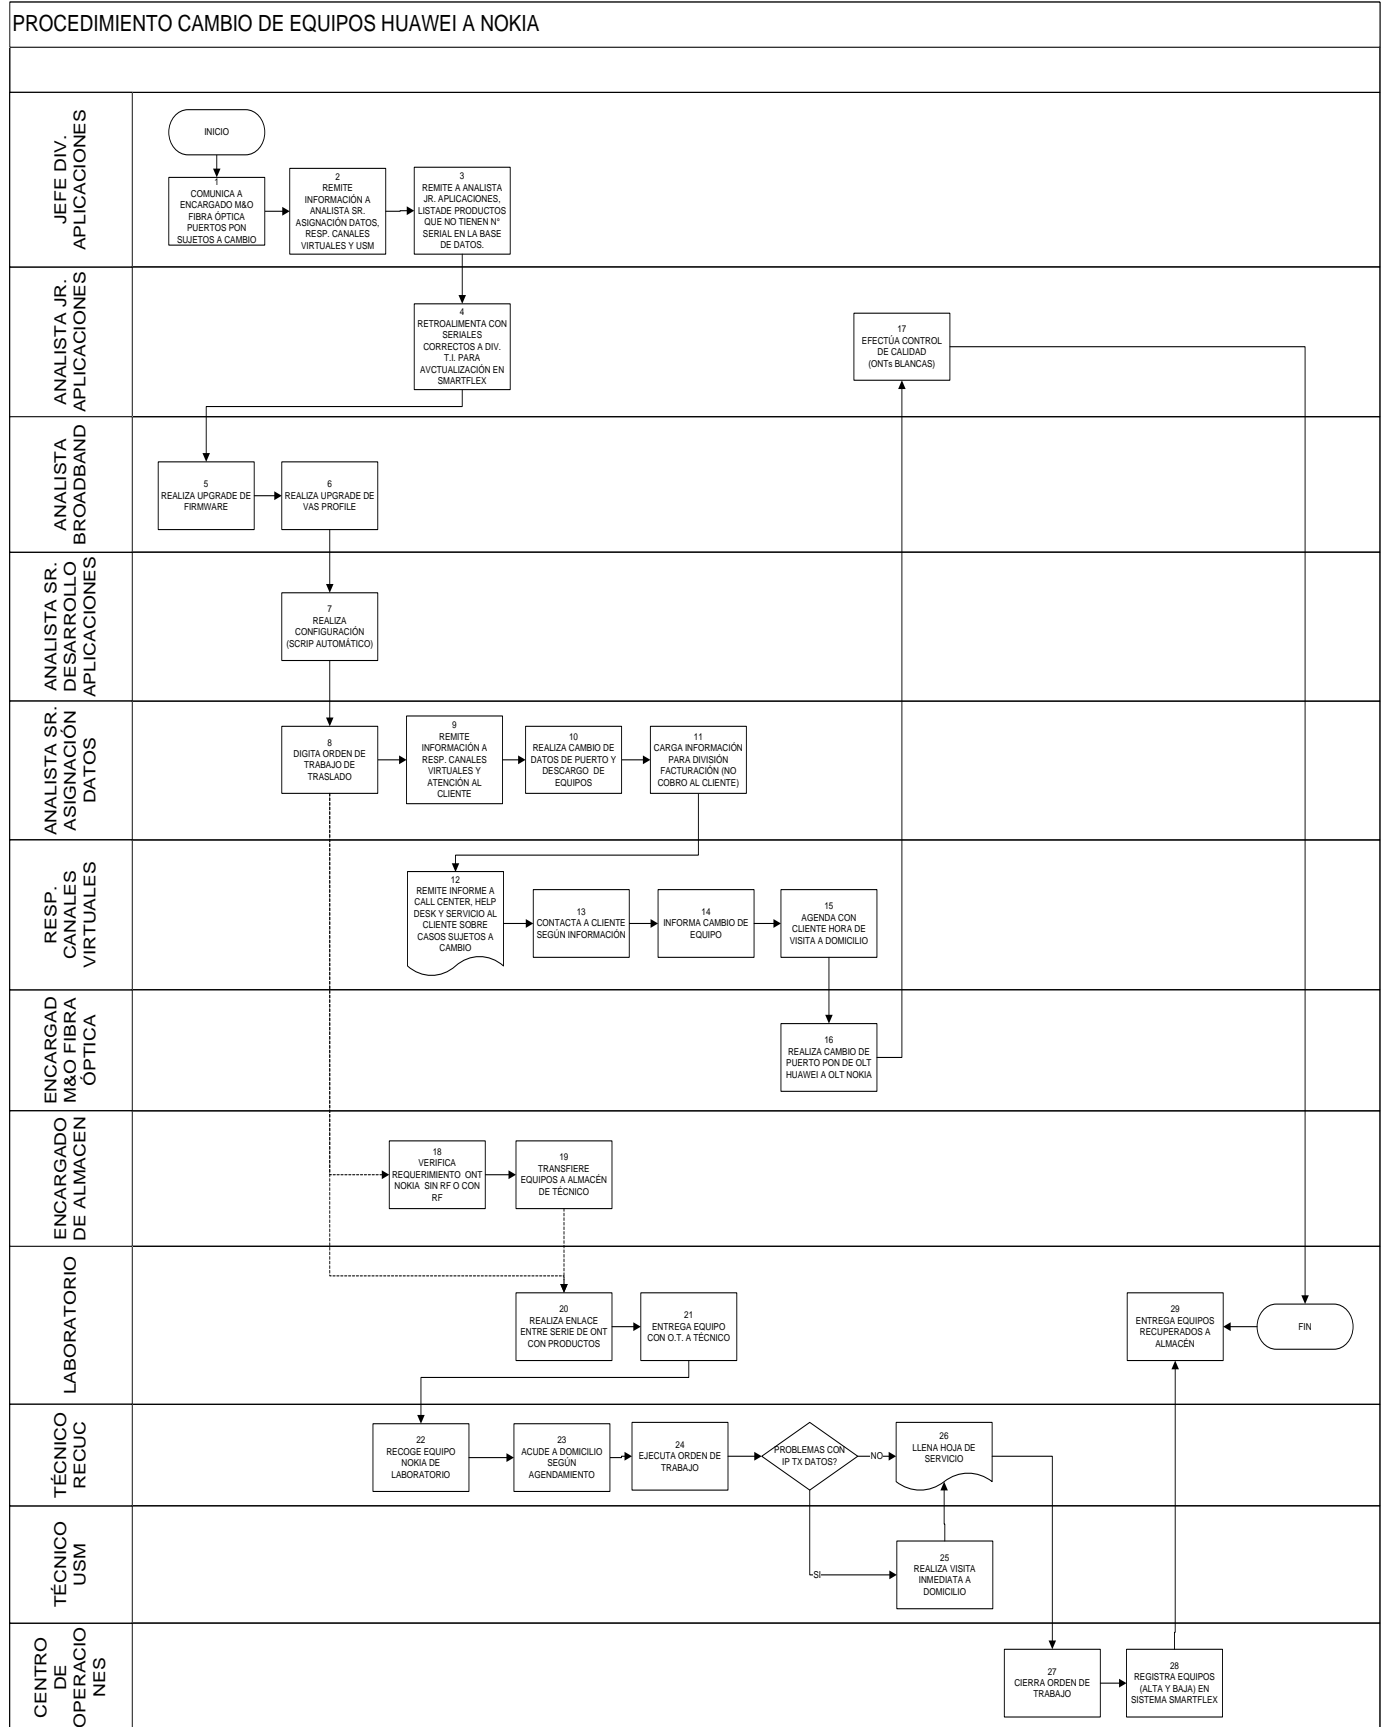 PROCEDIMIENTO CAMBIO DE EQUIPOS HUAWEI A NOKIA
JEFE DIV.
APLICACIONES
INICIO
1
COMUNICA A
ENCARGADO M&O
FIBRA ÓPTICA
PUERTOS PON
SUJETOS A CAMBIO
2
REMITE
INFORMACIÓN A
ANALISTA SR.
ASIGNACIÓN DATOS,
RESP. CANALES
VIRTUALES Y USM
3
REMITE A ANALISTA
JR. APLICACIONES,
LISTADE PRODUCTOS
QUE NO TIENEN N°
SERIAL EN LA BASE
DE DATOS.
ANALISTA JR.
APLICACIONES
4
RETROALIMENTA CON
SERIALES
CORRECTOS A DIV.
T.I. PARA
AVCTUALIZACIÓN EN
SMARTFLEX
17
EFECTÚA CONTROL
DE CALIDAD
(ONTs BLANCAS)
ANALISTA
BROADBAND
5
REALIZA UPGRADE DE
FIRMWARE
6
REALIZA UPGRADE DE
VAS PROFILE
ANALISTA SR.
DESARROLLO
APLICACIONES
7
REALIZA
CONFIGURACIÓN
(SCRIP AUTOMÁTICO)
ANALISTA SR.
ASIGNACIÓN
DATOS
8
DIGITA ORDEN DE
TRABAJO DE
TRASLADO
9
REMITE
INFORMACIÓN A
RESP. CANALES
VIRTUALES Y
ATENCIÓN AL
CLIENTE
10
REALIZA CAMBIO DE
DATOS DE PUERTO Y
DESCARGO DE
EQUIPOS
11
CARGA INFORMACIÓN
PARA DIVISIÓN
FACTURACIÓN (NO
COBRO AL CLIENTE)
RESP.
CANALES
VIRTUALES
12
REMITE INFORME A
CALL CENTER, HELP
DESK Y SERVICIO AL
CLIENTE SOBRE
CASOS SUJETOS A
CAMBIO
13
CONTACTA A CLIENTE
SEGÚN INFORMACIÓN
14
INFORMA CAMBIO DE
EQUIPO
15
AGENDA CON
CLIENTE HORA DE
VISITA A DOMICILIO
ENCARGAD
M&O FIBRA
ÓPTICA
16
REALIZA CAMBIO DE
PUERTO PON DE OLT
HUAWEI A OLT NOKIA
ENCARGADO
DE ALMACEN
18
VERIFICA
REQUERIMIENTO ONT
NOKIA SIN RF O CON
RF
19
TRANSFIERE
EQUIPOS A ALMACÉN
DE TÉCNICO
LABORATORIO
20
REALIZA ENLACE
ENTRE SERIE DE ONT
CON PRODUCTOS
21
ENTREGA EQUIPO
CON O.T. A TÉCNICO
29
ENTREGA EQUIPOS
RECUPERADOS A
ALMACÉN
FIN
TÉCNICO
RECUC
22
RECOGE EQUIPO
NOKIA DE
LABORATORIO
23
ACUDE A DOMICILIO
SEGÚN
AGENDAMIENTO
24
EJECUTA ORDEN DE
TRABAJO
PROBLEMAS CON
IP TX DATOS?
NO
26
LLENA HOJA DE
SERVICIO
TÉCNICO
USM
SI
25
REALIZA VISITA
INMEDIATA A
DOMICILIO
CENTRO
DE
OPERACIO
NES
27
CIERRA ORDEN DE
TRABAJO
28
REGISTRA EQUIPOS
(ALTA Y BAJA) EN
SISTEMA SMARTFLEX